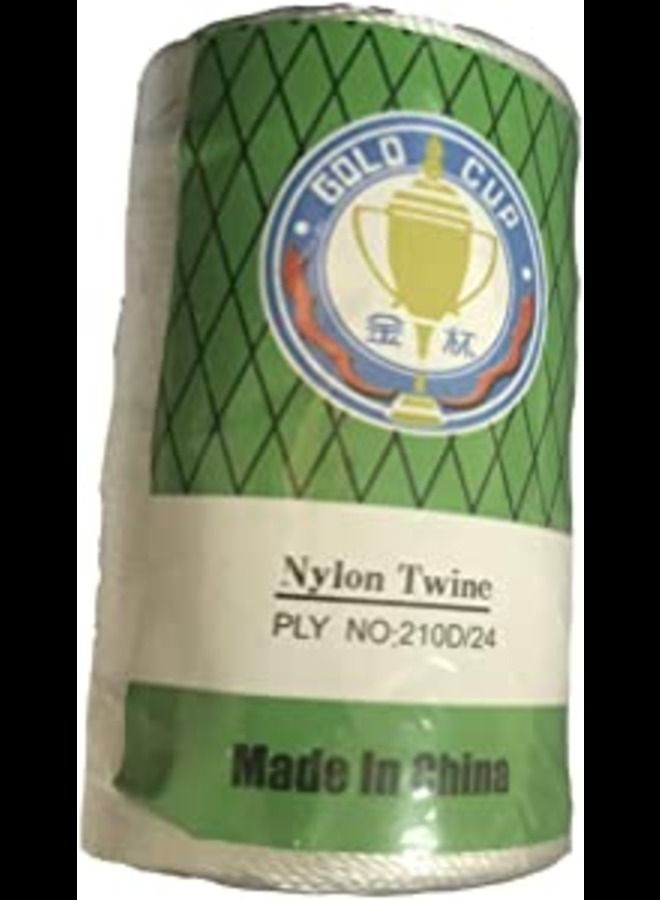 GOLD CUP
金杯
Nylon Twine
PLY NO;210D/24
Made In China